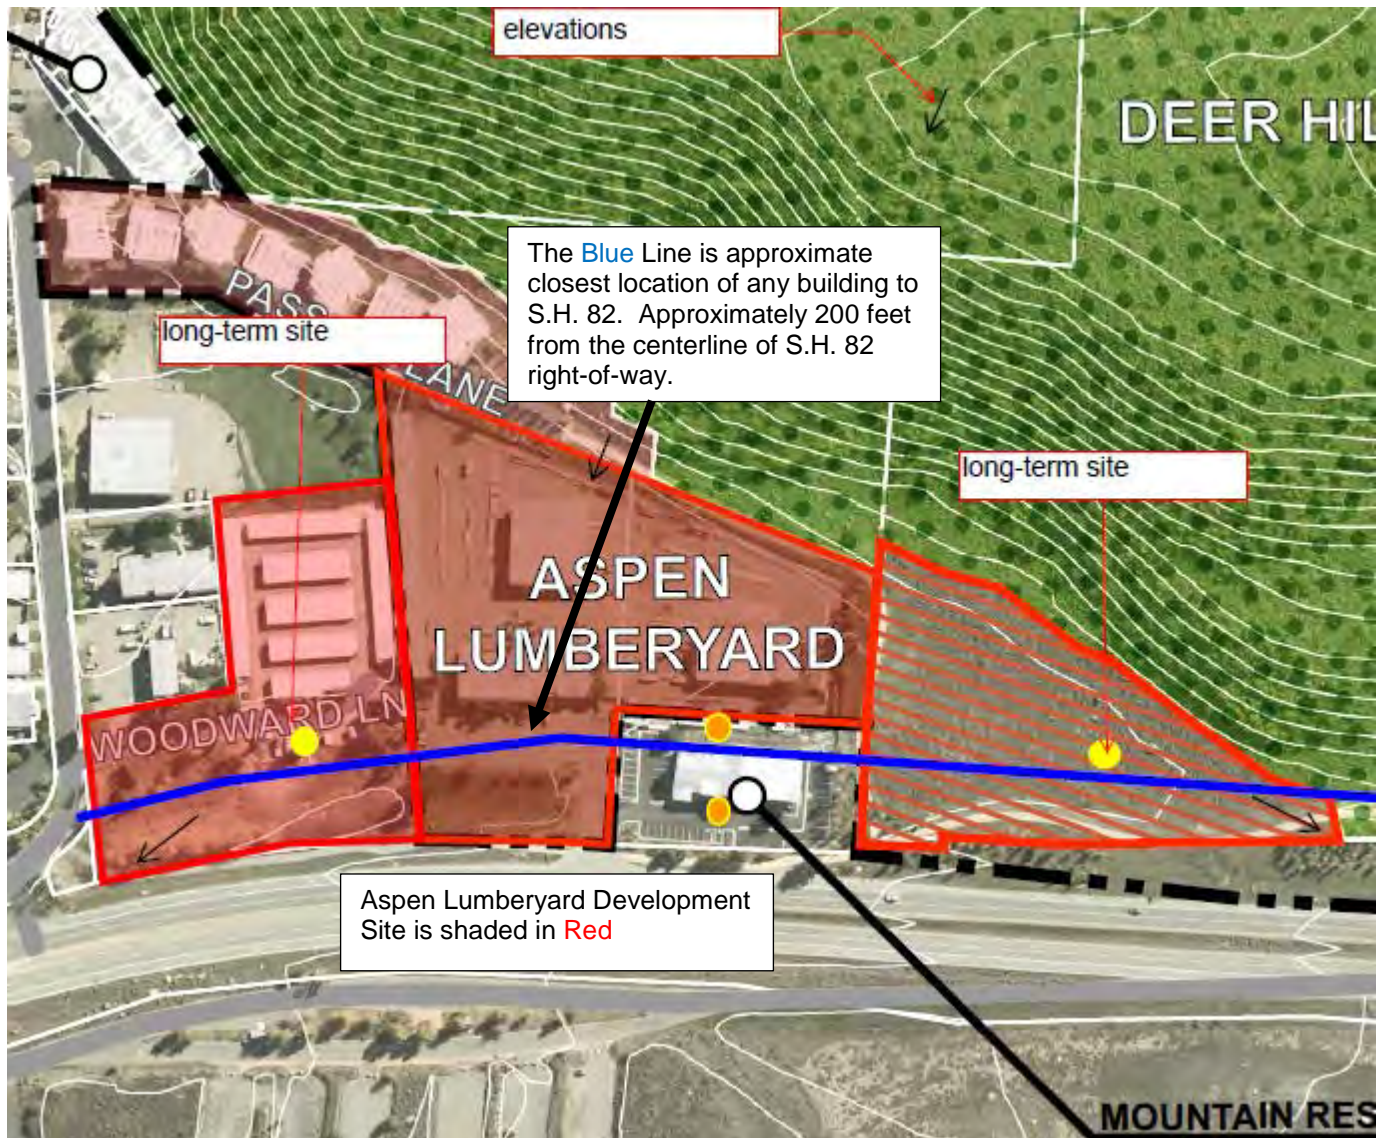 elevations
DEER HIL
The Blue Line is approximate
closest location of any building to
S.H. 82.  Approximately 200 feet
from the centerline of S.H. 82
right-of-way.
PASS
LANE
long-term site
long-term site
ASPEN
LUMBERYARD
WOODWARD LN
Aspen Lumberyard Development
Site is shaded in Red
MOUNTAIN RES